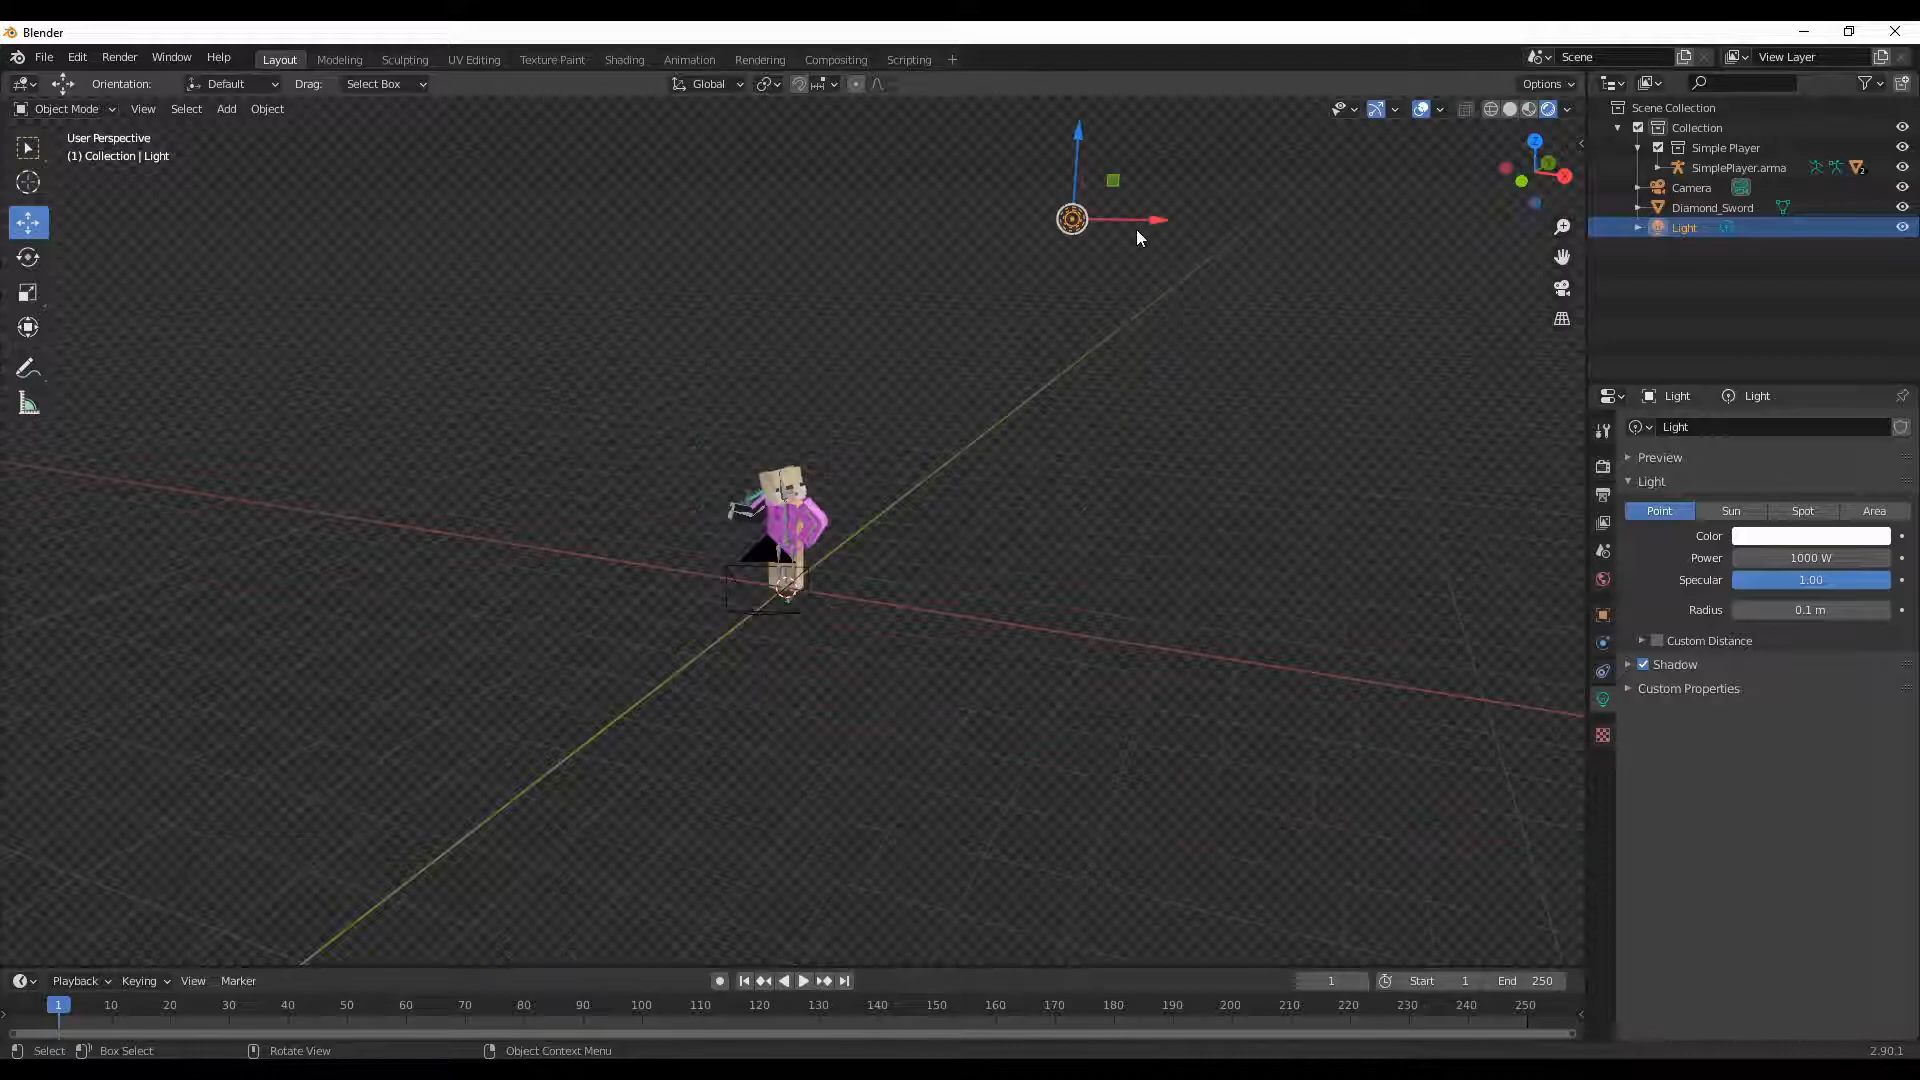 Blender
File Edit Render Window Help Layout Modeling Sculpting UV Editing Texture Paint Shading Animation Rendering Compositing Scripting + Scene View Layer
Orientation: Default Drag: Select Box Global Options
Object Mode View Select Add Object
User Perspective
(1) Collection | Light
Z
X
Scene Collection
Collection
Simple Player
SimplePlayer.arma 2
Camera
Diamond_Sword
Light
Light Light
Light
Preview
Light
Point Sun Spot Area
Color
Power 1000 W
Specular 1.00
Radius 0.1 m
Custom Distance
Shadow
Custom Properties
Playback Keying View Marker 1 Start 1 End 250
1 10 20 30 40 50 60 70 80 90 100 110 120 130 140 150 160 170 180 190 200 210 220 230 240 250
Select Box Select Rotate View Object Context Menu 2.90.1